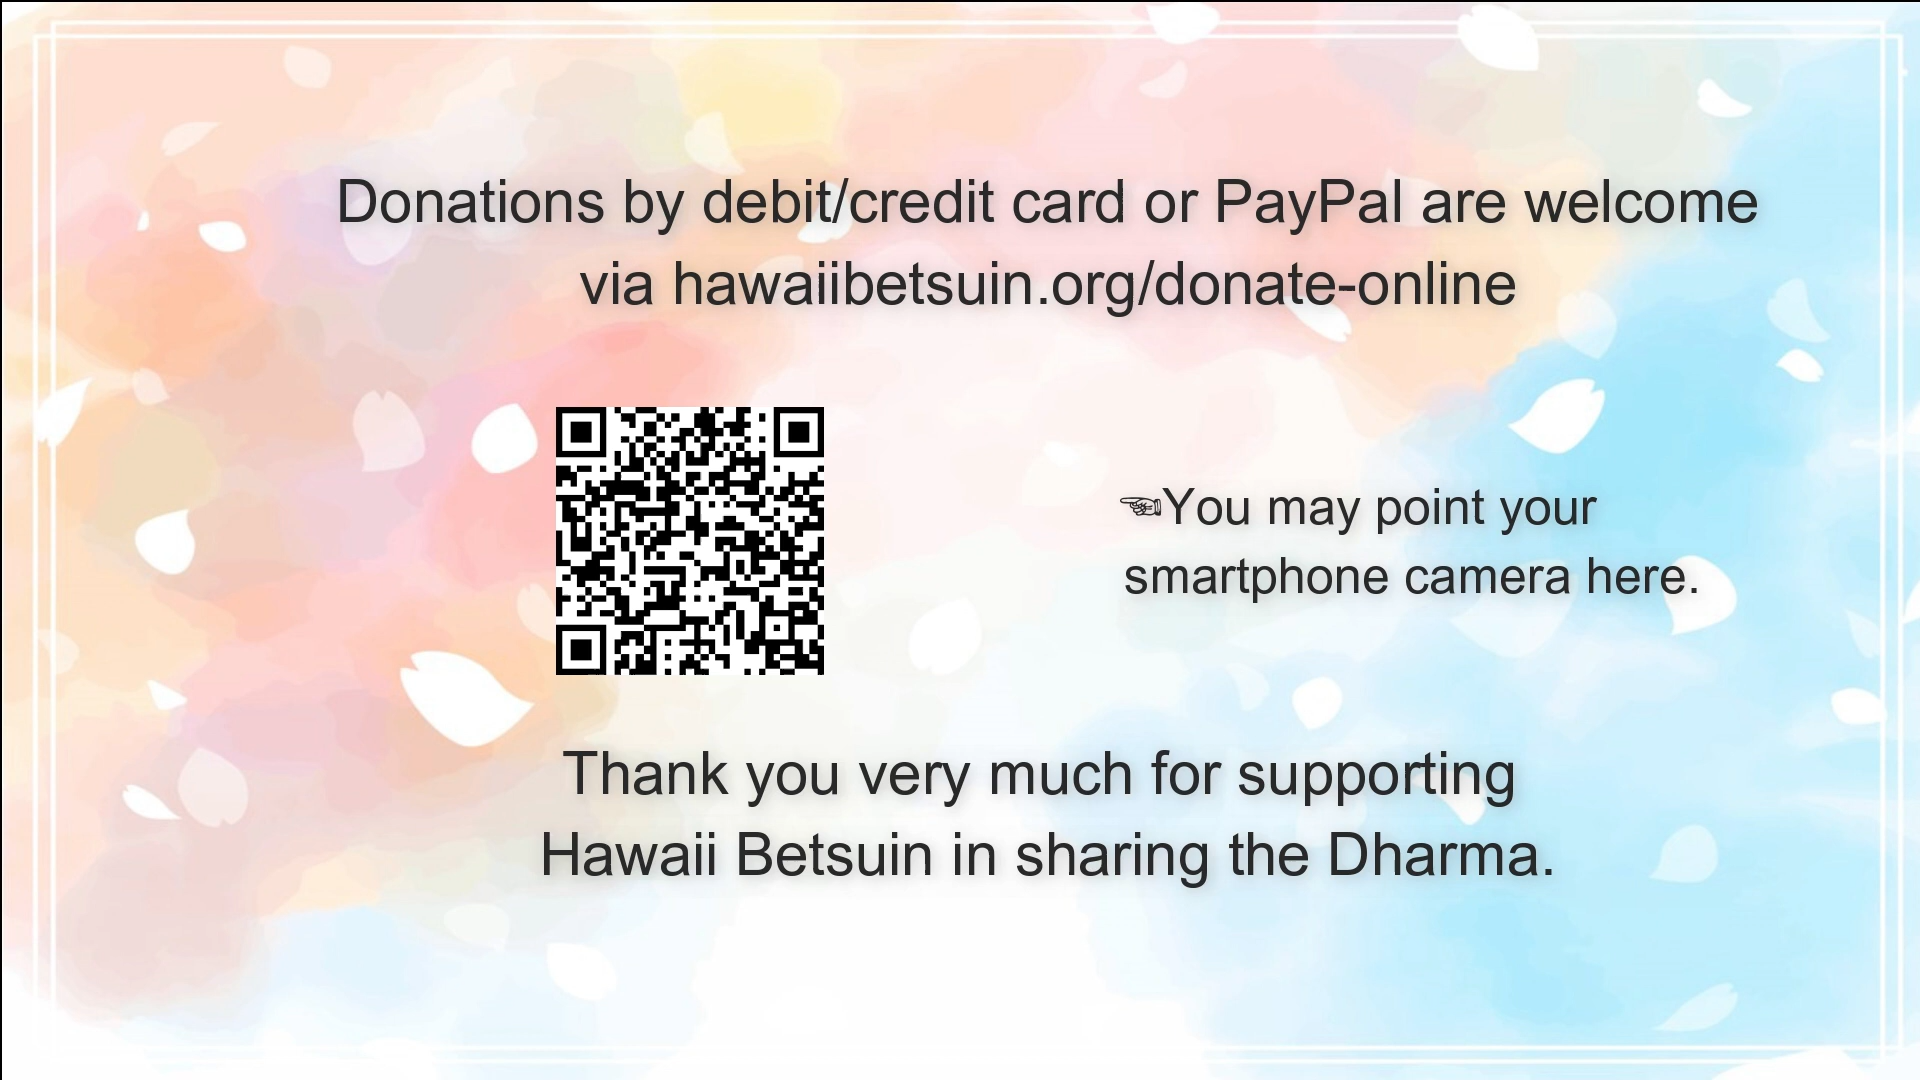 Donations by debit/credit card or PayPal are welcome
via hawaiibetsuin.org/donate-online
☜You may point your
smartphone camera here.
Thank you very much for supporting
Hawaii Betsuin in sharing the Dharma.